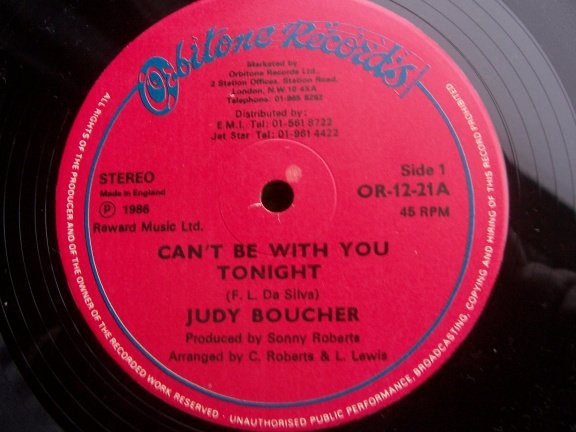 Orbitone Records
Marketed by
Orbitone Records Ltd.,
2 Station Offices, Station Road,
London, N.W.10 4XA
Telephone: 01-965 8292
Distributed by:
E.M.I. Tel: 01-561 8722
Jet Star Tel: 01-961 4422
STEREO
Made in England
Ⓟ 1986
Reward Music Ltd.
Side 1
OR-12-21A
45 RPM
CAN'T BE WITH YOU
TONIGHT
(F. L. Da Silva)
JUDY BOUCHER
Produced by Sonny Roberts
Arranged by C. Roberts & L. Lewis
ALL RIGHTS OF THE PRODUCER AND OF THE OWNER OF THE RECORDED WORK RESERVED · UNAUTHORISED PUBLIC PERFORMANCE, BROADCASTING, COPYING AND HIRING OF THIS RECORD PROHIBITED